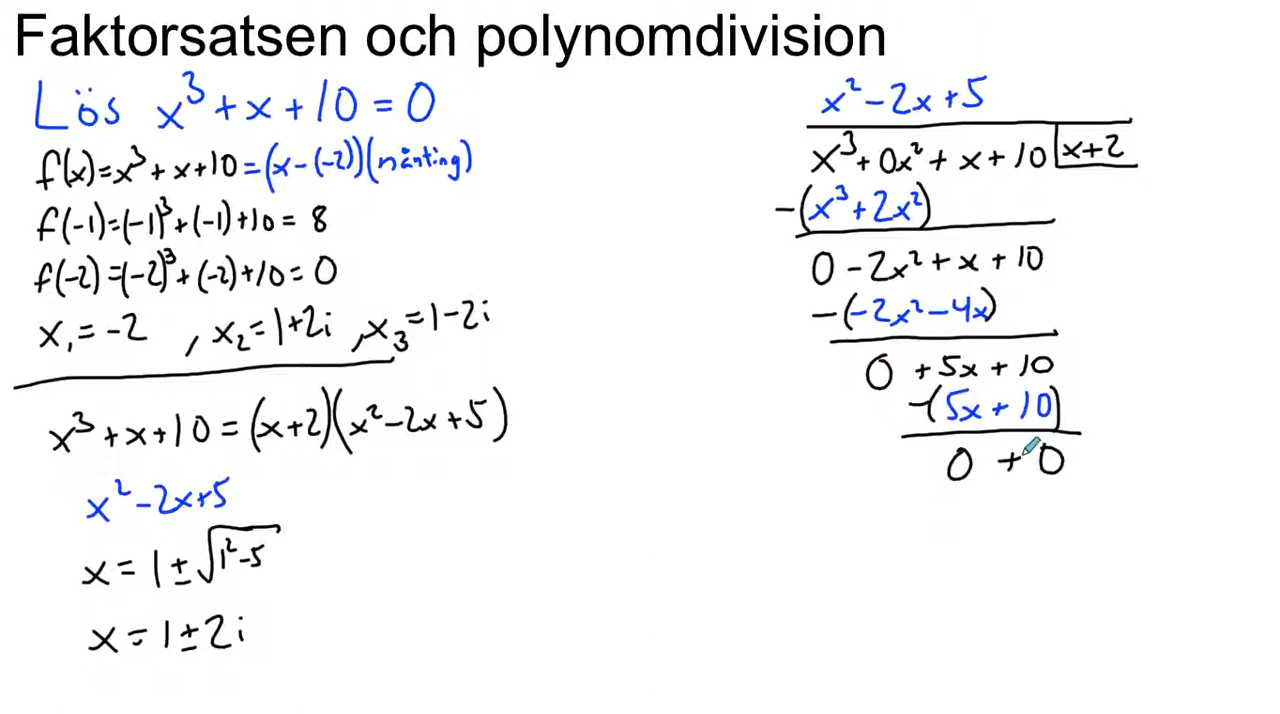 Faktorsatsen och polynomdivision
Lös x³ + x + 10 = 0
f(x) = x³ + x + 10 = (x - (-2))(nånting)
f(-1) = (-1)³ + (-1) + 10 = 8
f(-2) = (-2)³ + (-2) + 10 = 0
x₁ = -2 , x₂ = 1+2i , x₃ = 1-2i
x³ + x + 10 = (x+2)(x² - 2x + 5)
x² - 2x + 5
x = 1 ± √(1² - 5)
x = 1 ± 2i
x² - 2x + 5
x³ + 0x² + x + 10 x+2
-(x³ + 2x²)
0 - 2x² + x + 10
-(-2x² - 4x)
0 + 5x + 10
-(5x + 10)
0 + 0